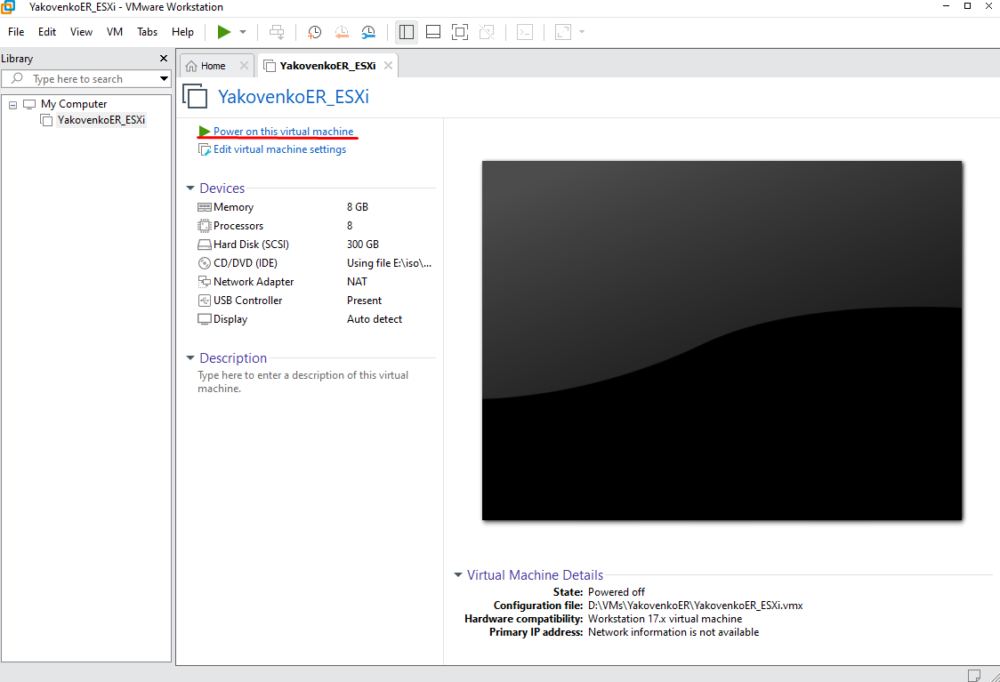 YakovenkoER_ESXi - VMware Workstation
File Edit View VM Tabs Help
Library
Type here to search
My Computer
YakovenkoER_ESXi
Home YakovenkoER_ESXi
YakovenkoER_ESXi
Power on this virtual machine
Edit virtual machine settings
Devices
Memory 8 GB
Processors 8
Hard Disk (SCSI) 300 GB
CD/DVD (IDE) Using file E:\iso\...
Network Adapter NAT
USB Controller Present
Display Auto detect
Description
Type here to enter a description of this virtual
machine.
Virtual Machine Details
State: Powered off
Configuration file: D:\VMs\YakovenkoER\YakovenkoER_ESXi.vmx
Hardware compatibility: Workstation 17.x virtual machine
Primary IP address: Network information is not available